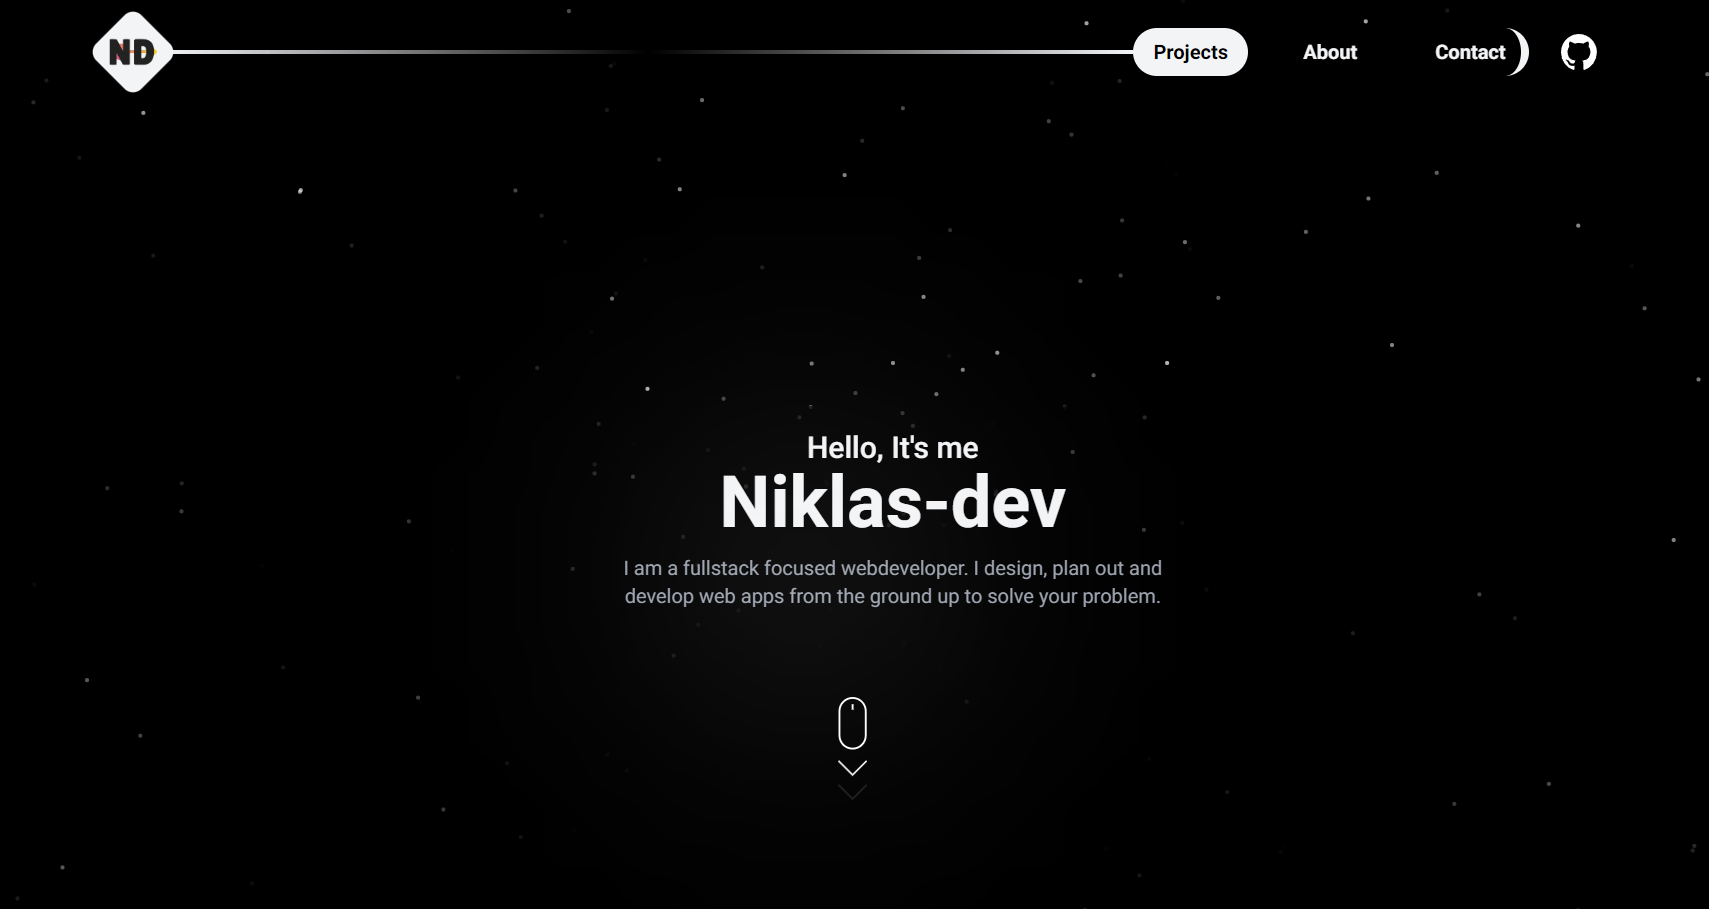 ND
Projects
About
Contact
Hello, It's me
Niklas-dev
I am a fullstack focused webdeveloper. I design, plan out and
develop web apps from the ground up to solve your problem.